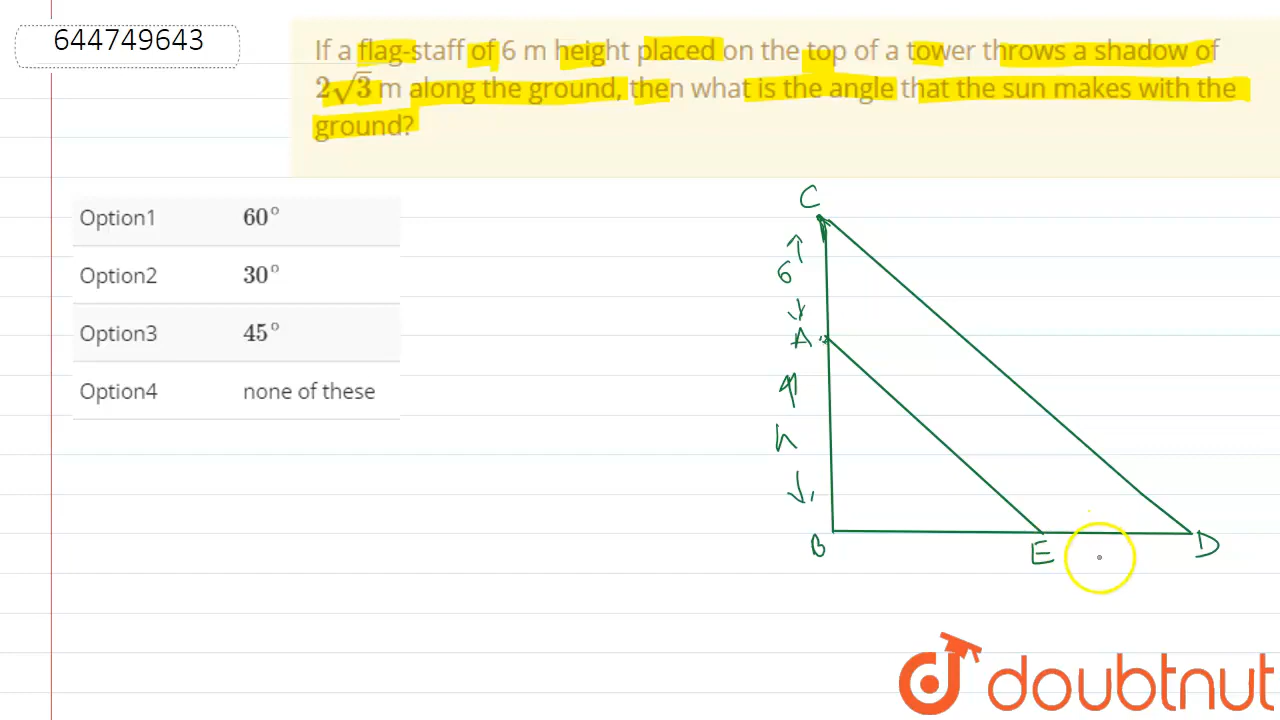 644749643
If a flag-staff of 6 m height placed on the top of a tower throws a shadow of
2√3 m along the ground, then what is the angle that the sun makes with the
ground?
Option1 60°
Option2 30°
Option3 45°
Option4 none of these
C
6
A
h
B
E
D
doubtnut